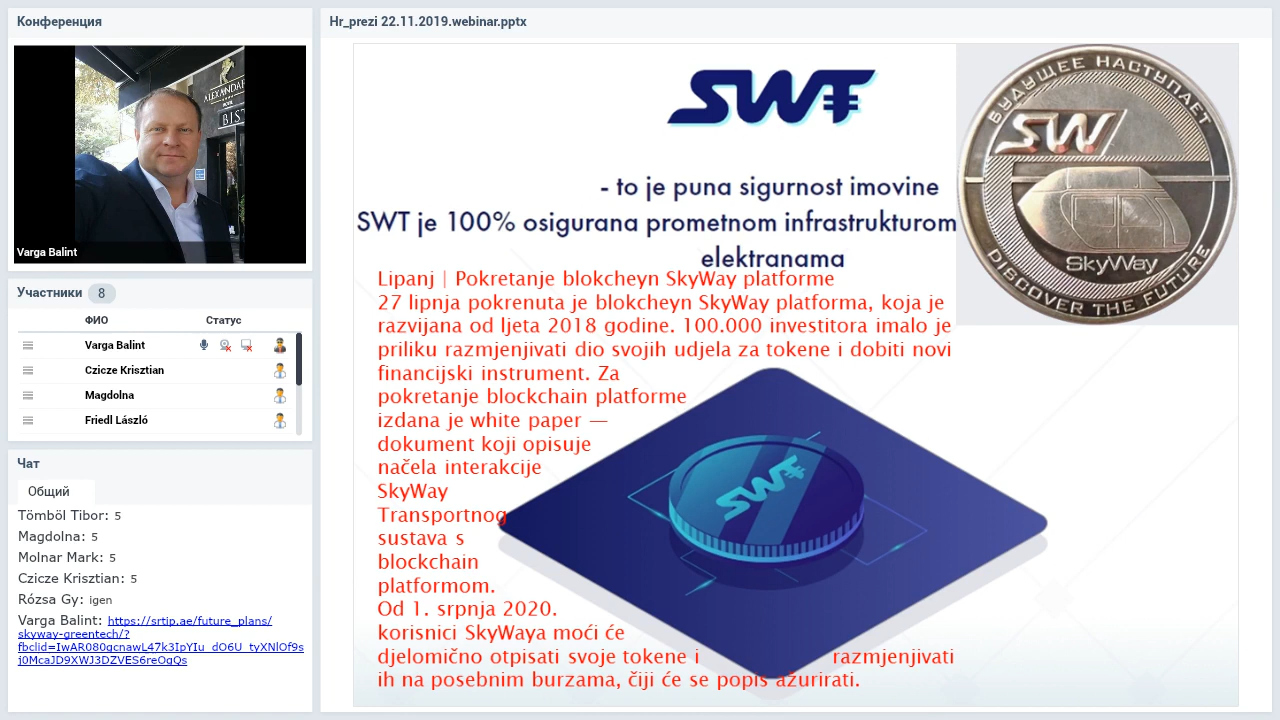 Конференция
ALEXANDAR
BIST
Varga Balint
Участники 8
ФИО Статус
Varga Balint
Czicze Krisztian
Magdolna
Friedl László
Чат
Общий
Tömböl Tibor: 5
Magdolna: 5
Molnar Mark: 5
Czicze Krisztian: 5
Rózsa Gy: igen
Varga Balint: https://srtip.ae/future_plans/
skyway-greentech/?
fbclid=IwAR080gcnawL47k3IpYIu_dO6U_tyXNlOf9s
j0McaJD9XWJ3DZVES6reOgQs
Hr_prezi 22.11.2019.webinar.pptx
SWT
- to je puna sigurnost imovine
SWT je 100% osigurana prometnom infrastrukturom
elektranama
Lipanj | Pokretanje blokcheyn SkyWay platforme
27 lipnja pokrenuta je blokcheyn SkyWay platforma, koja je
razvijana od ljeta 2018 godine. 100.000 investitora imalo je
priliku razmjenjivati dio svojih udjela za tokene i dobiti novi
financijski instrument. Za
pokretanje blockchain platforme
izdana je white paper —
dokument koji opisuje
načela interakcije
SkyWay
Transportnog
sustava s
blockchain
platformom.
Od 1. srpnja 2020.
korisnici SkyWaya moći će
djelomično otpisati svoje tokene i razmjenjivati
ih na posebnim burzama, čiji će se popis ažurirati.
SWT
БУДУЩЕЕ НАСТУПАЕТ
SW
SkyWay
DISCOVER THE FUTURE